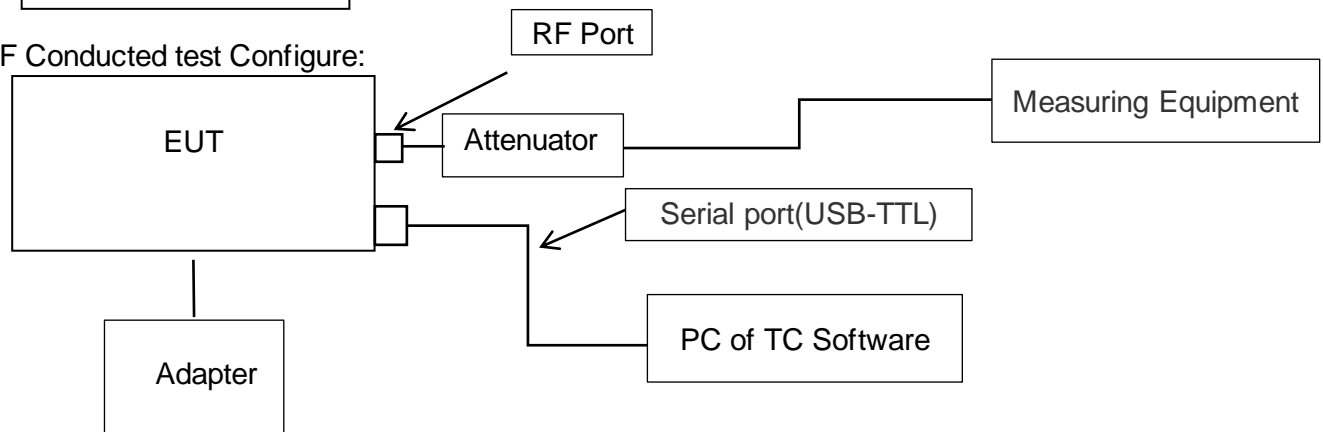 RF Port
F Conducted test Configure:
Measuring Equipment
EUT
Attenuator
Serial port(USB-TTL)
PC of TC Software
Adapter